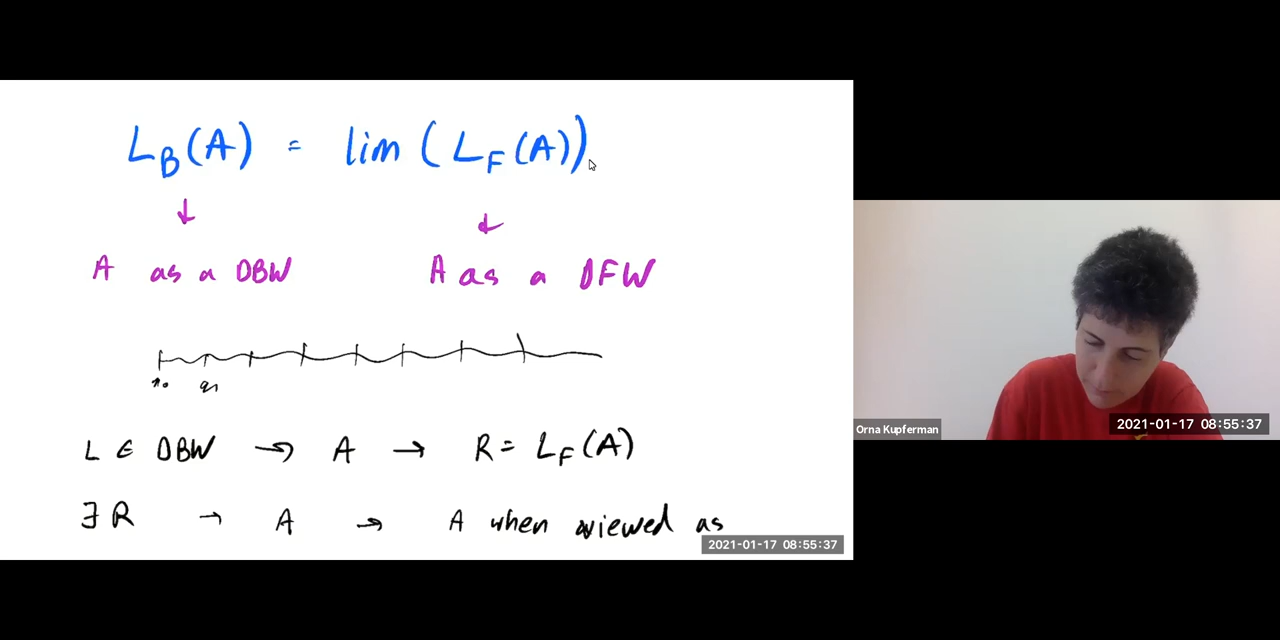 L_B(A) = lim (L_F(A))
A as a DBW A as a DFW
q₁
L ∈ DBW → A → R = L_F(A)
∃R → A → A when viewed as
Orna Kupferman
2021-01-17 08:55:37
2021-01-17 08:55:37